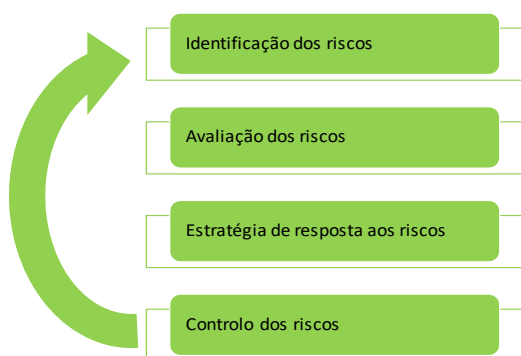 Identificação dos riscos
Avaliação dos riscos
Estratégia de resposta aos riscos
Controlo dos riscos